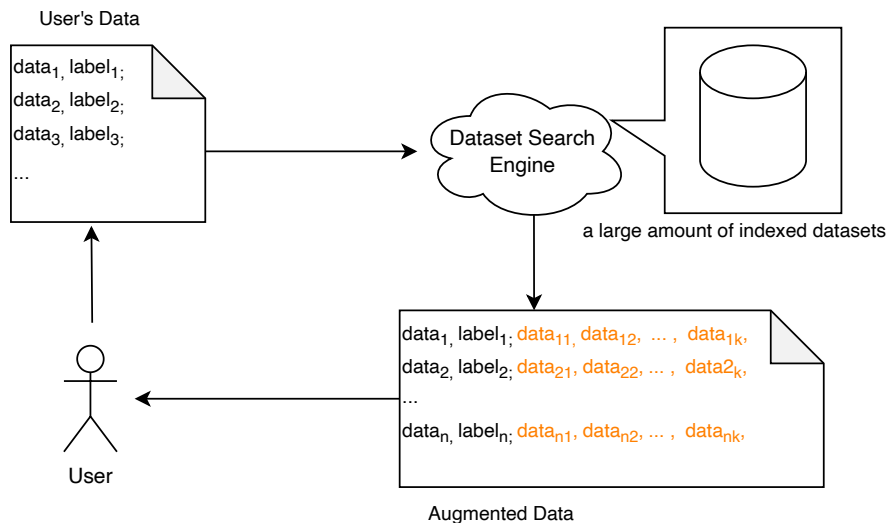 User's Data
data₁, label₁;
data₂, label₂;
data₃, label₃;
...
Dataset Search
Engine
a large amount of indexed datasets
data₁, label₁; data₁₁, data₁₂, ... , data₁ₖ,
data₂, label₂; data₂₁, data₂₂, ... , data2ₖ,
...
dataₙ, labelₙ; dataₙ₁, dataₙ₂, ... , dataₙₖ,
User
Augmented Data